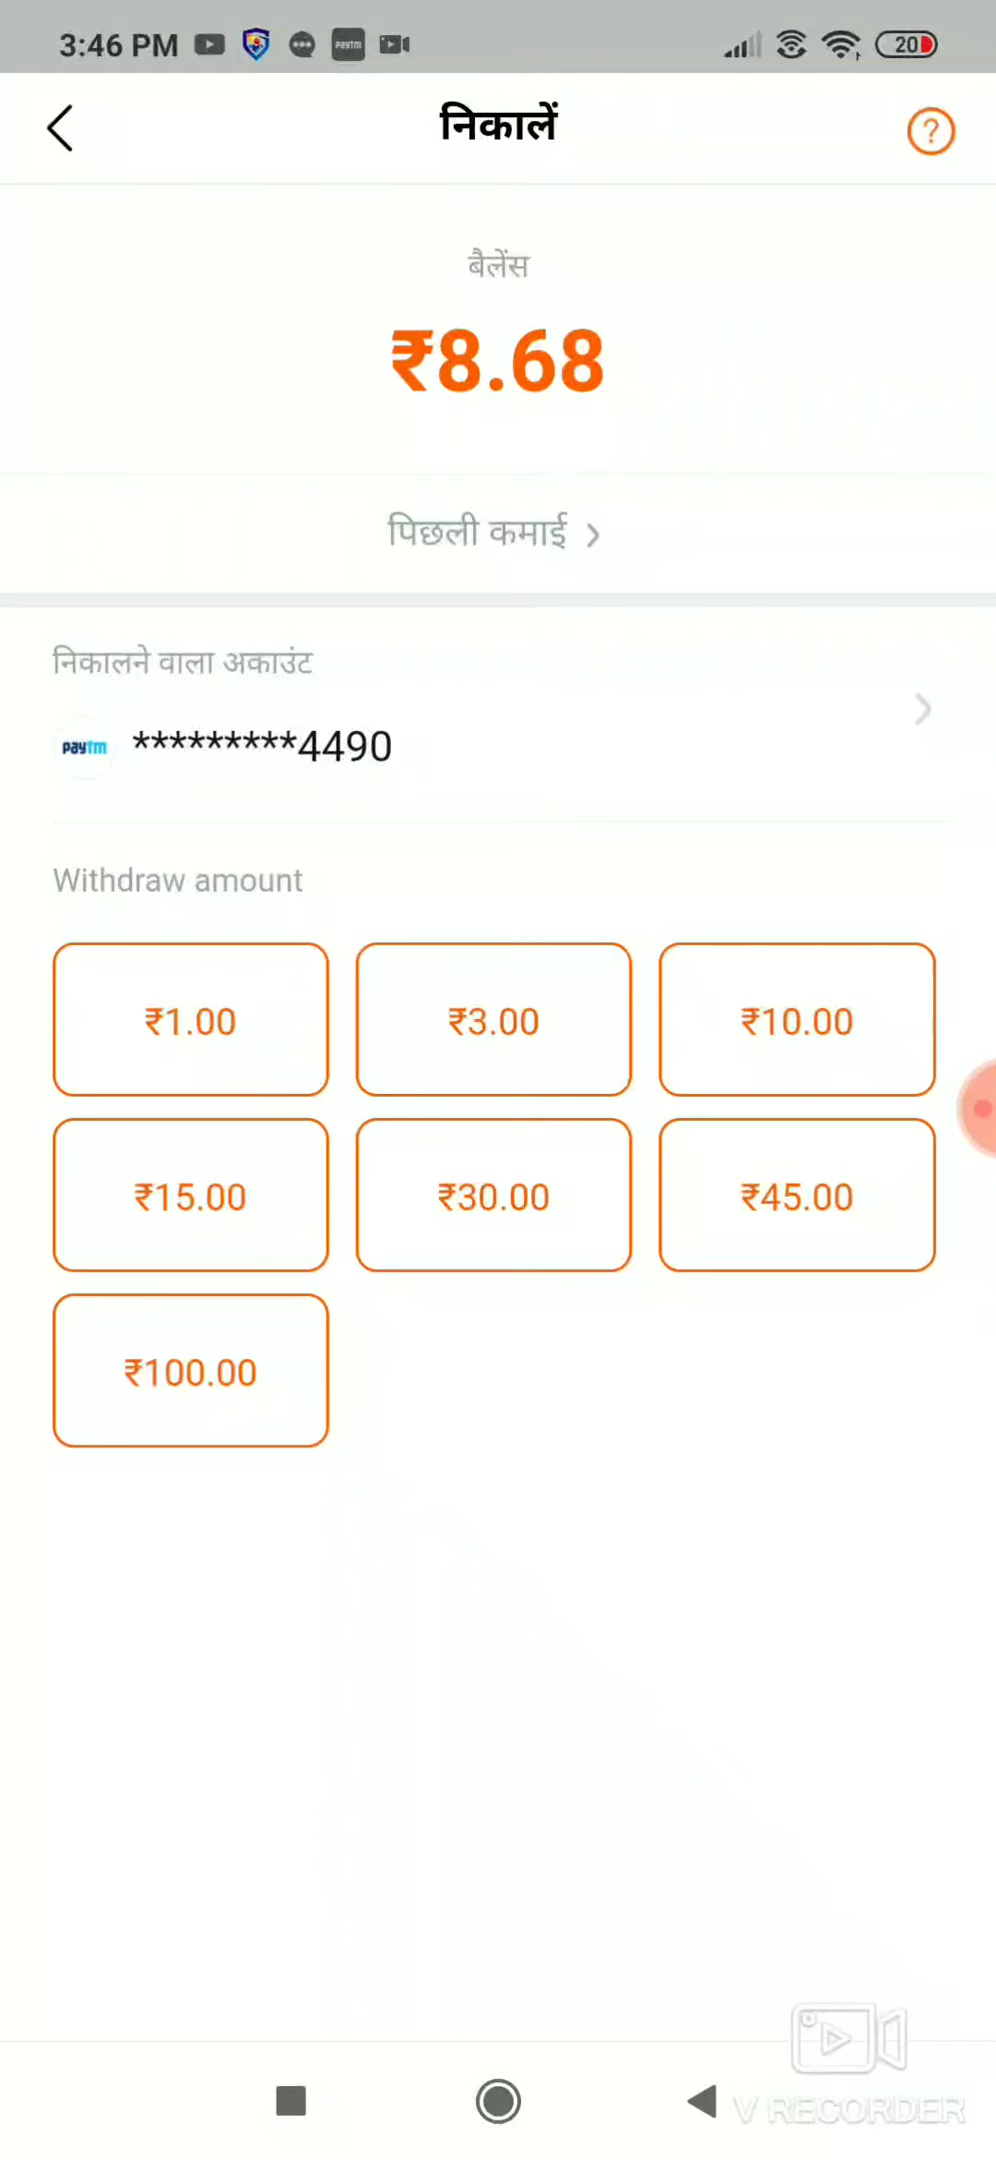 3:46 PM paytm 20
निकालें ?
बैलेंस
₹8.68
पिछली कमाई >
निकालने वाला अकाउंट
paytm *********4490
Withdraw amount
₹1.00 ₹3.00 ₹10.00
₹15.00 ₹30.00 ₹45.00
₹100.00
V RECORDER